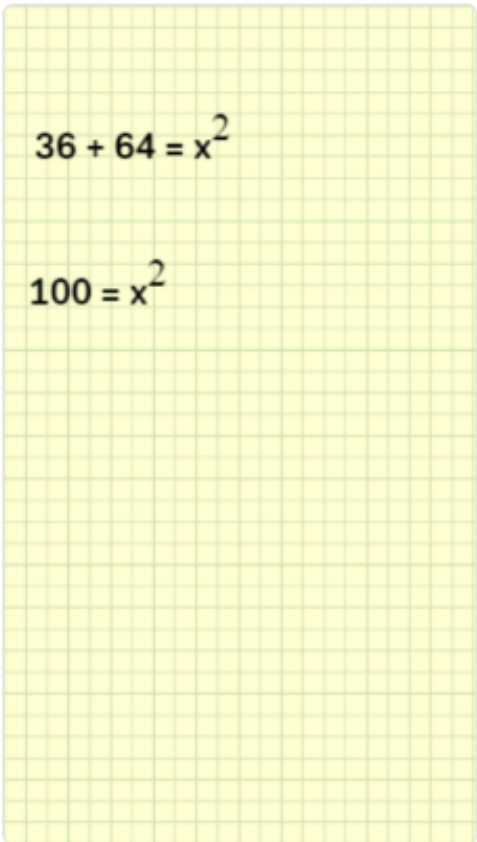 36 + 64 = x²
100 = x²